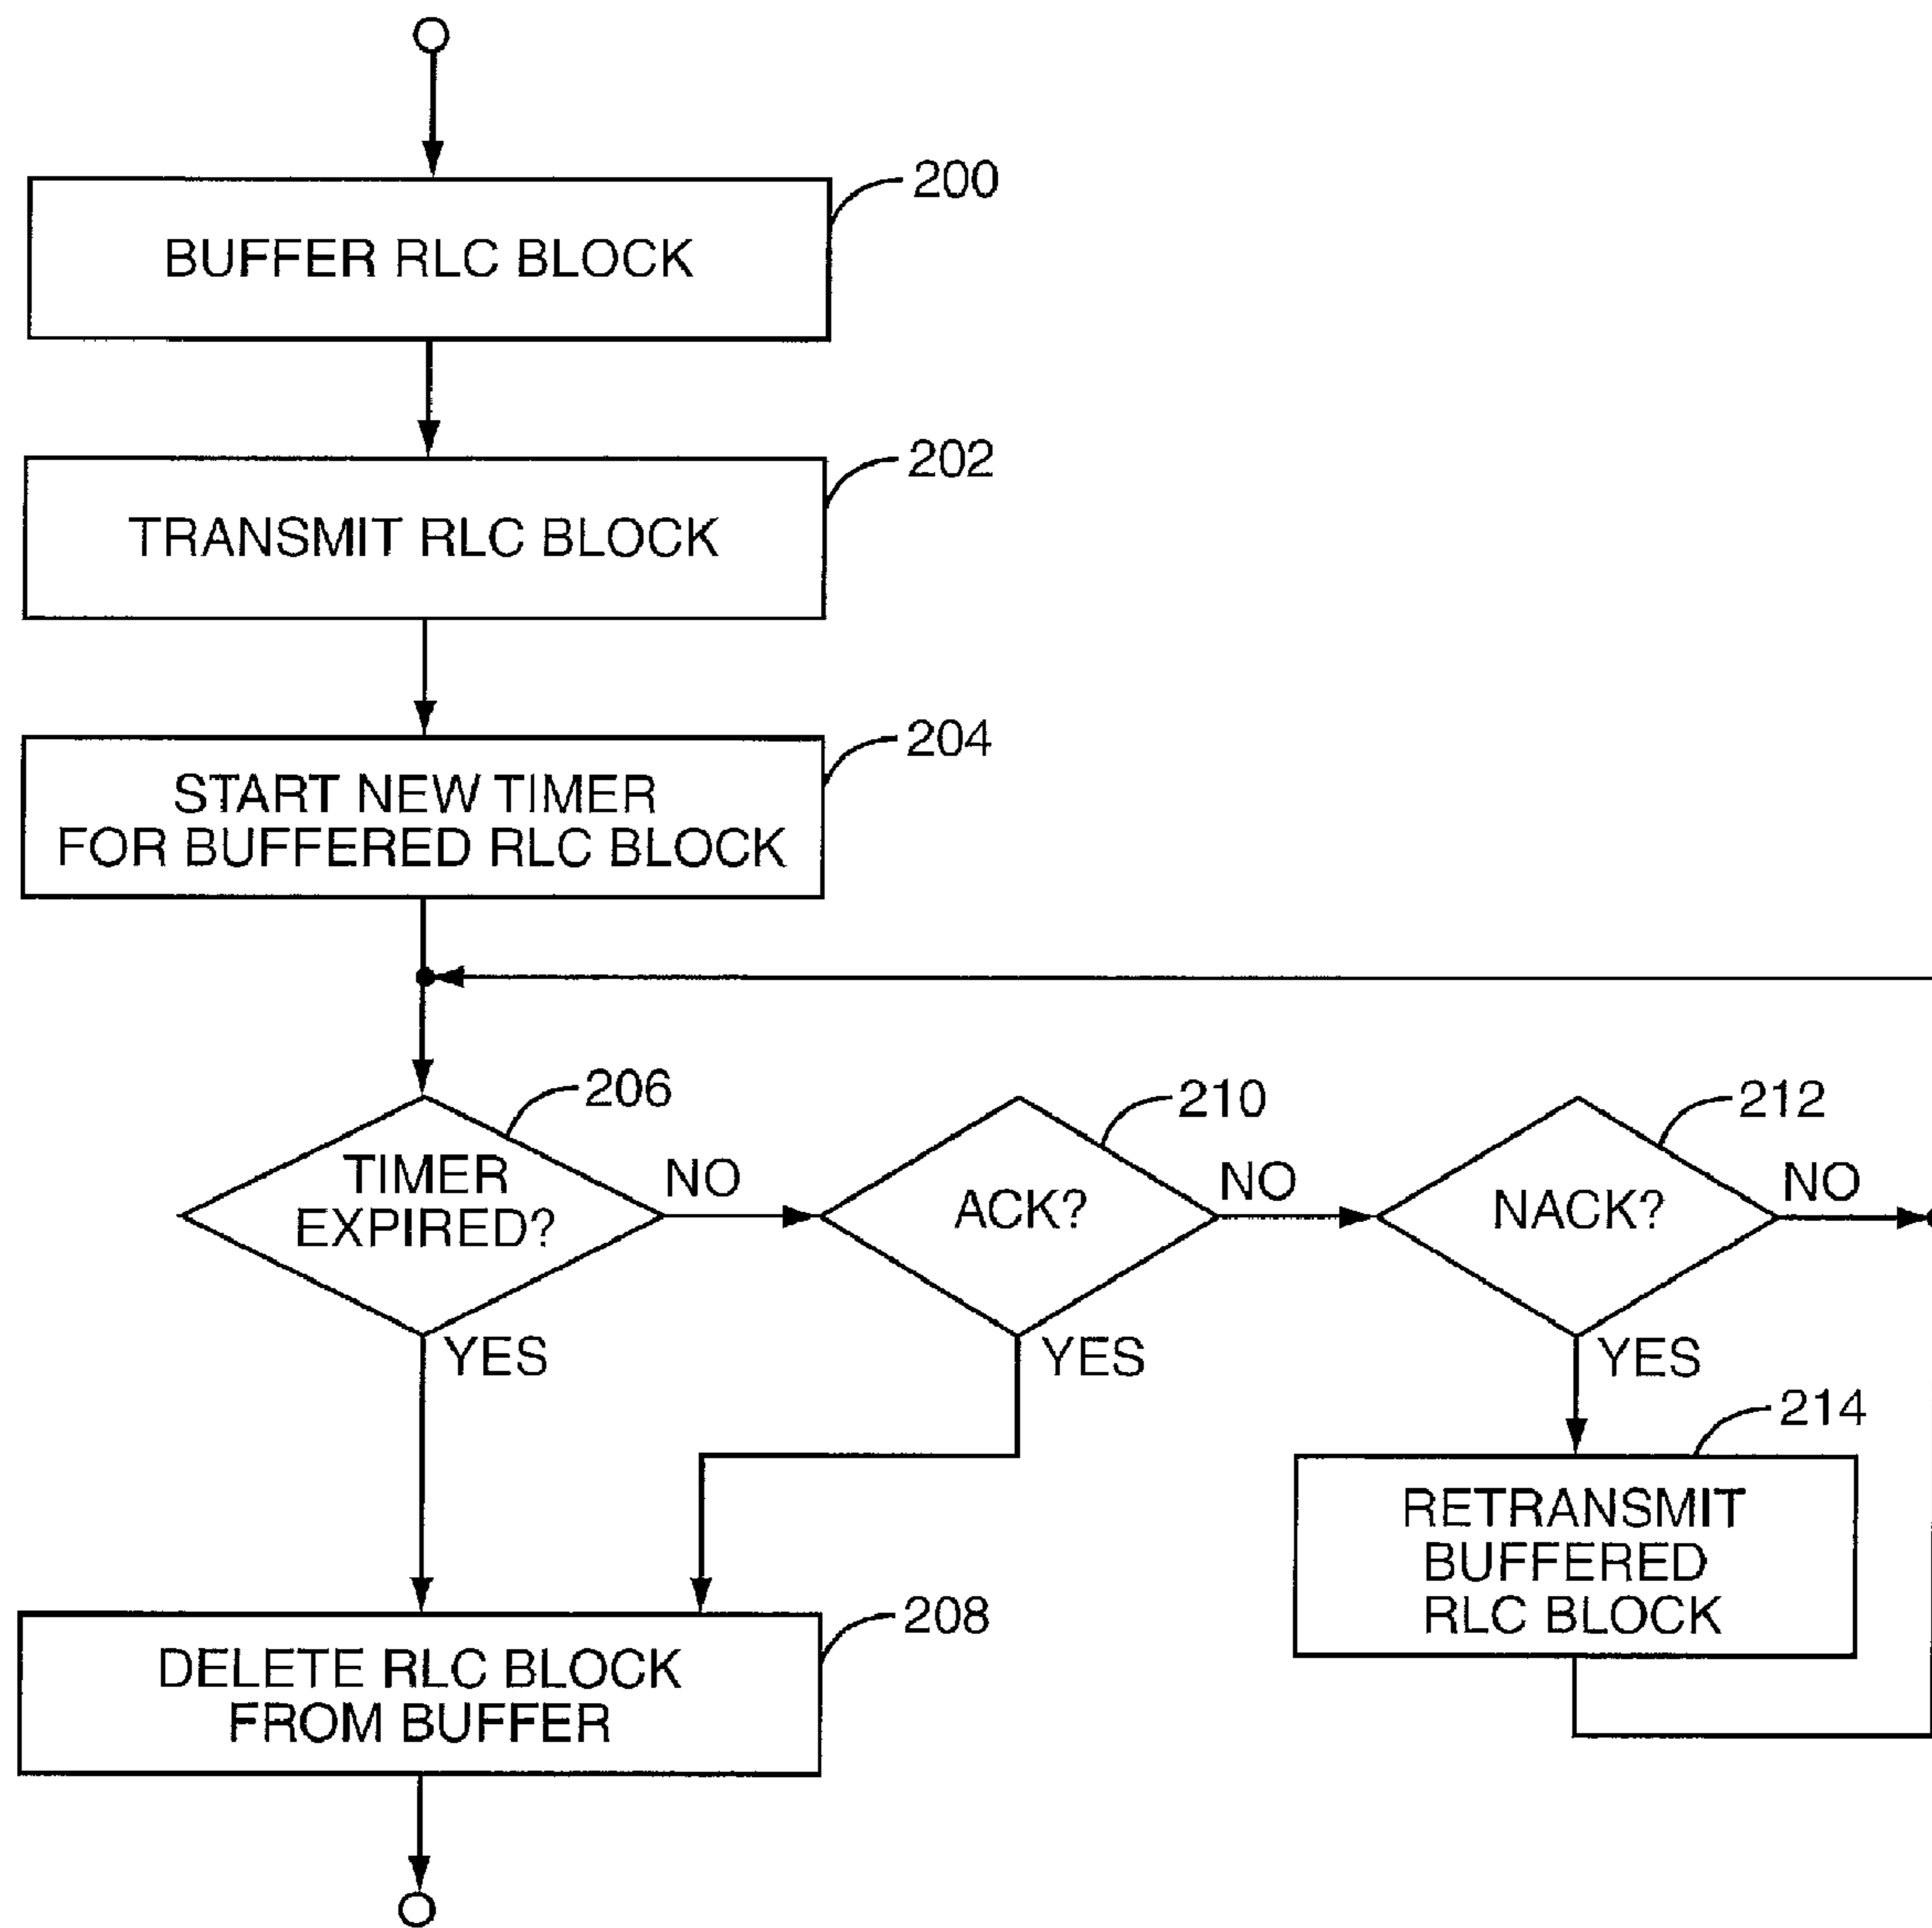 200
BUFFER RLC BLOCK
202
TRANSMIT RLC BLOCK
204
START NEW TIMER
FOR BUFFERED RLC BLOCK
206
TIMER
EXPIRED?
NO
YES
210
ACK?
NO
YES
212
NACK?
NO
YES
214
RETRANSMIT
BUFFERED
RLC BLOCK
208
DELETE RLC BLOCK
FROM BUFFER